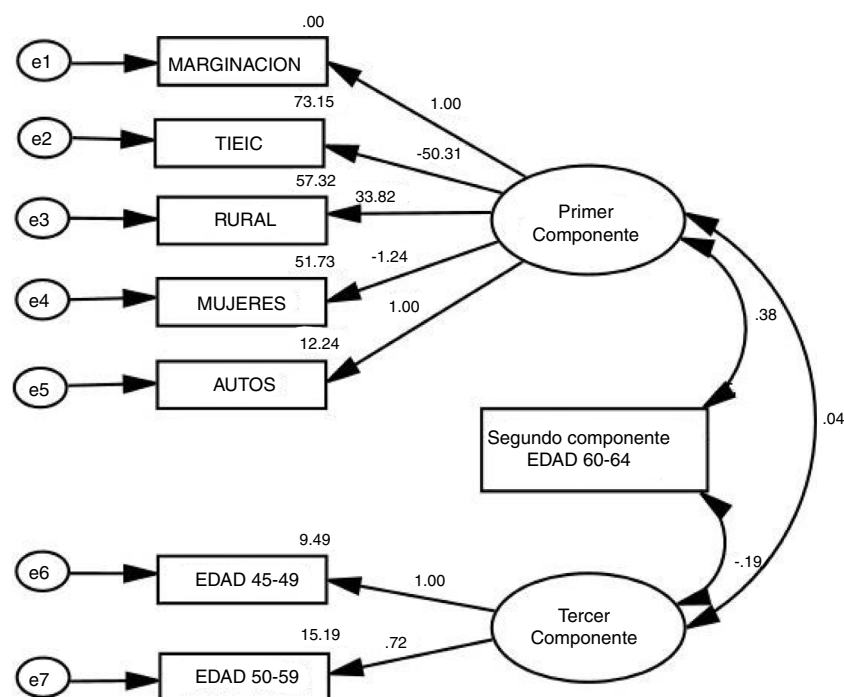 .00
e1
MARGINACION
1.00
73.15
e2
TIEIC
-50.31
57.32
e3
RURAL
33.82
Primer
Componente
51.73
e4
MUJERES
-1.24
1.00
12.24
e5
AUTOS
.38
.04
Segundo componente
EDAD 60-64
-.19
9.49
e6
EDAD 45-49
1.00
15.19
e7
EDAD 50-59
.72
Tercer
Componente